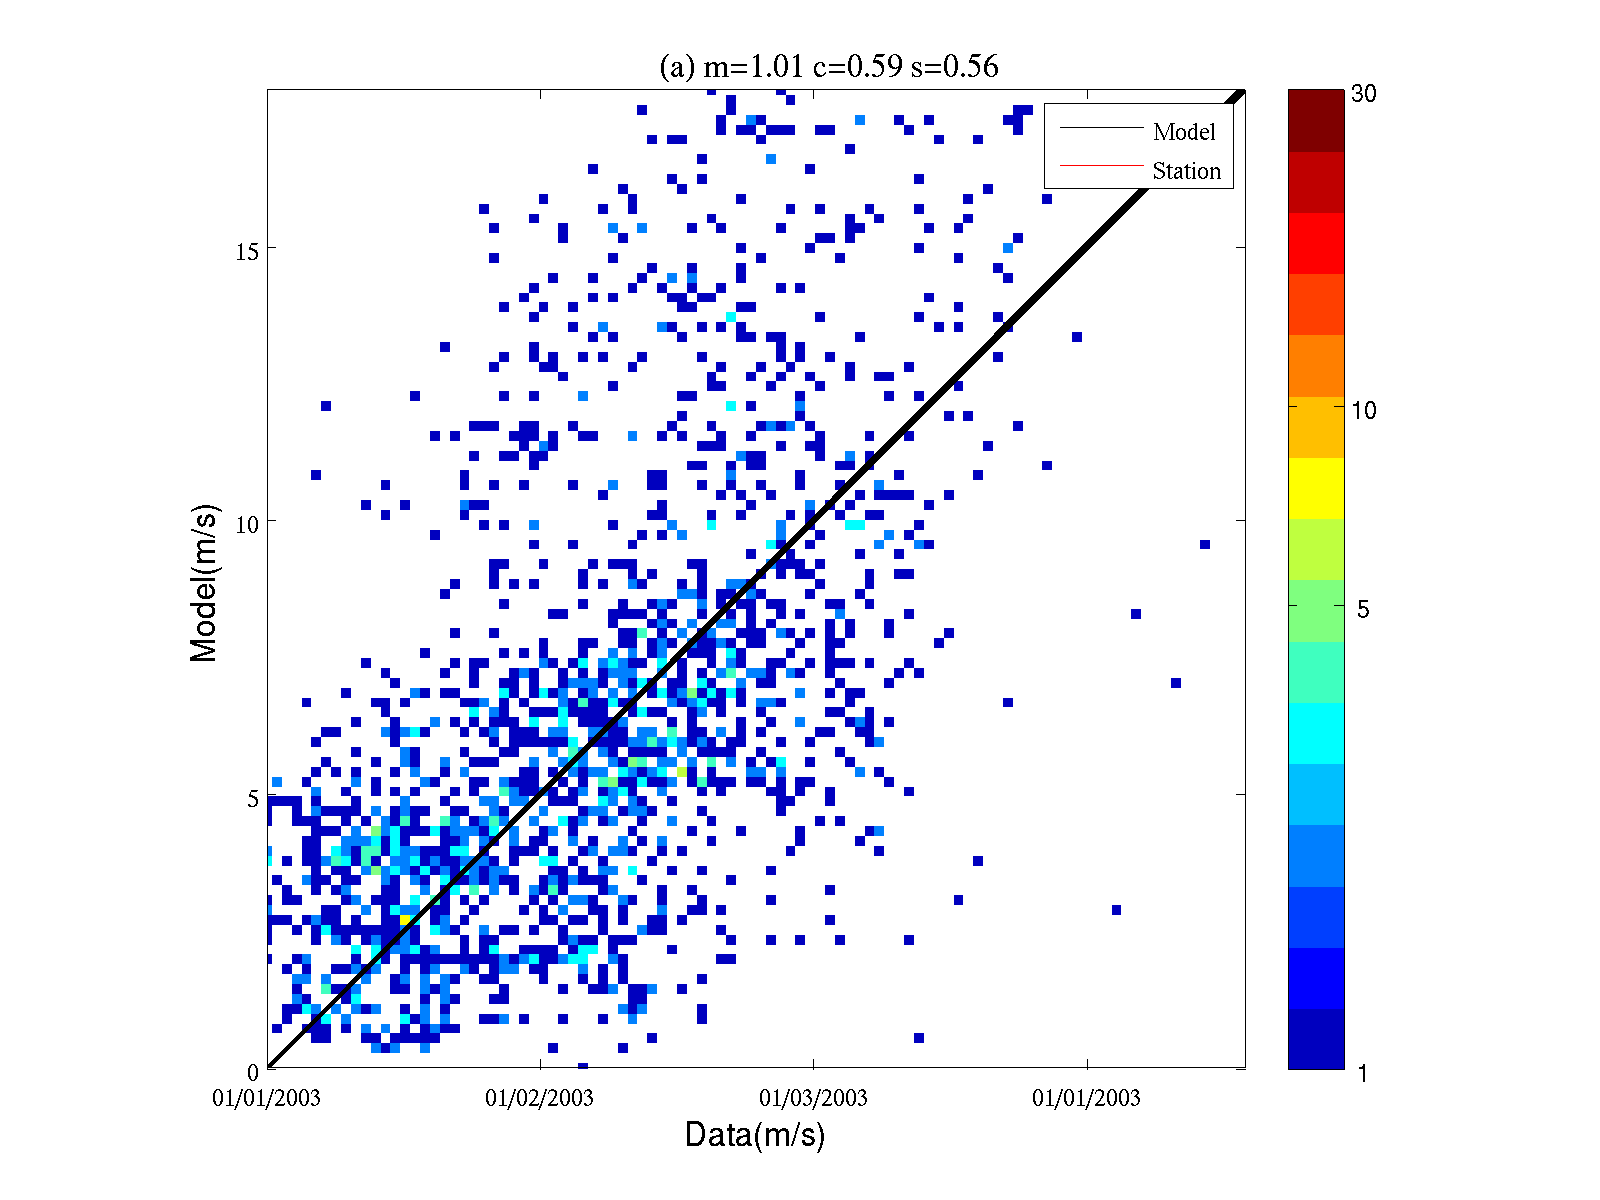 (a) m=1.01 c=0.59 s=0.56
30
Model
Station
15
10
10
Model(m/s)
5
5
0
1
01/01/2003
01/02/2003
01/03/2003
01/01/2003
Data(m/s)